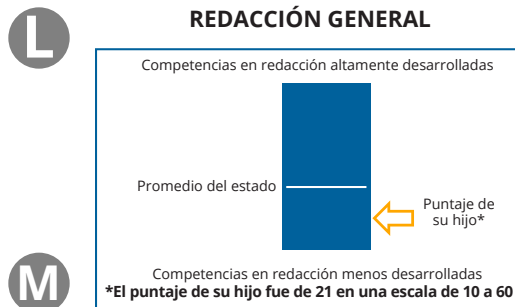 L
REDACCIÓN GENERAL
Competencias en redacción altamente desarrolladas
Promedio del estado
Puntaje de
su hijo*
M
Competencias en redacción menos desarrolladas
*El puntaje de su hijo fue de 21 en una escala de 10 a 60